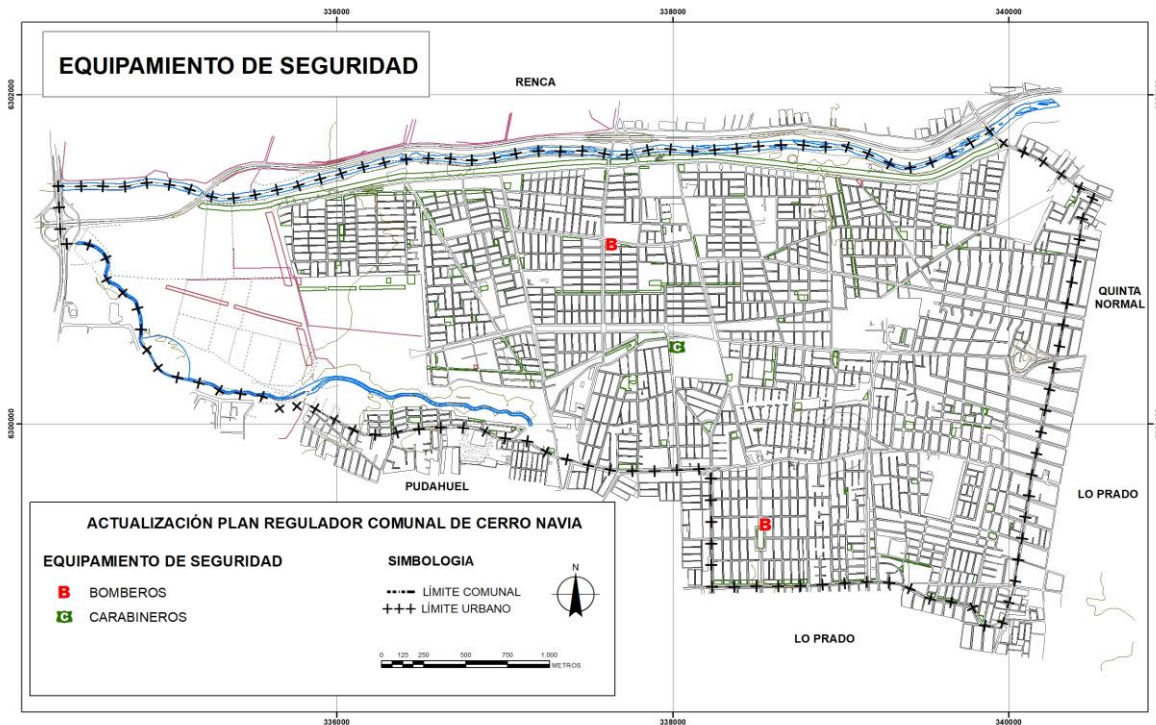 336000
338000
340000
EQUIPAMIENTO DE SEGURIDAD
RENCA
6302000
B
QUINTA
NORMAL
C
630000
PUDAHUEL
LO PRADO
B
ACTUALIZACIÓN PLAN REGULADOR COMUNAL DE CERRO NAVIA
EQUIPAMIENTO DE SEGURIDAD
B BOMBEROS
C CARABINEROS
SIMBOLOGIA
LÍMITE COMUNAL
LÍMITE URBANO
N
0 125 250 500 750 1,000
METROS
LO PRADO
336000
338000
340000